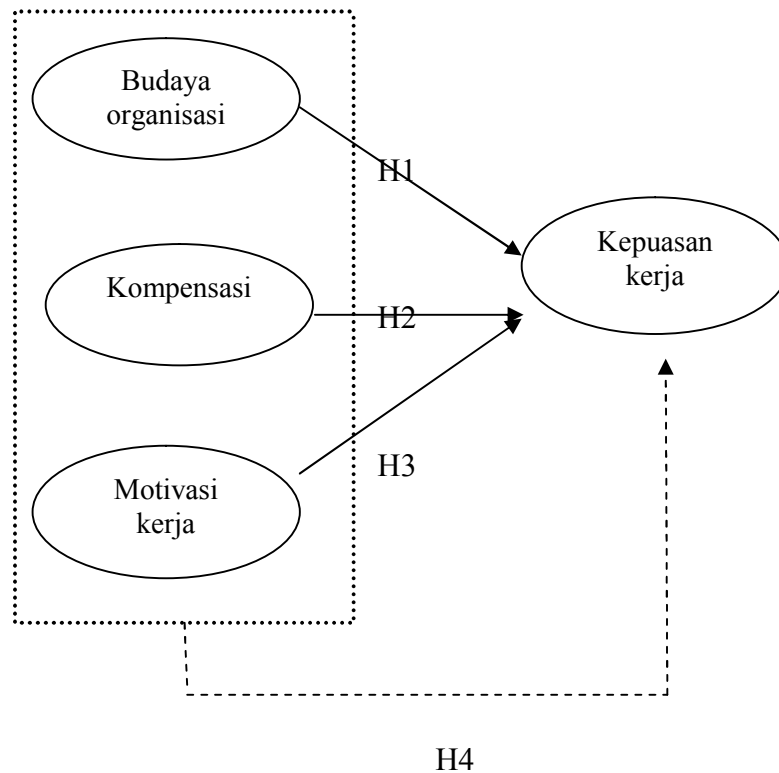 Budaya
organisasi
H1
Kepuasan
kerja
Kompensasi
H2
H3
Motivasi
kerja
H4